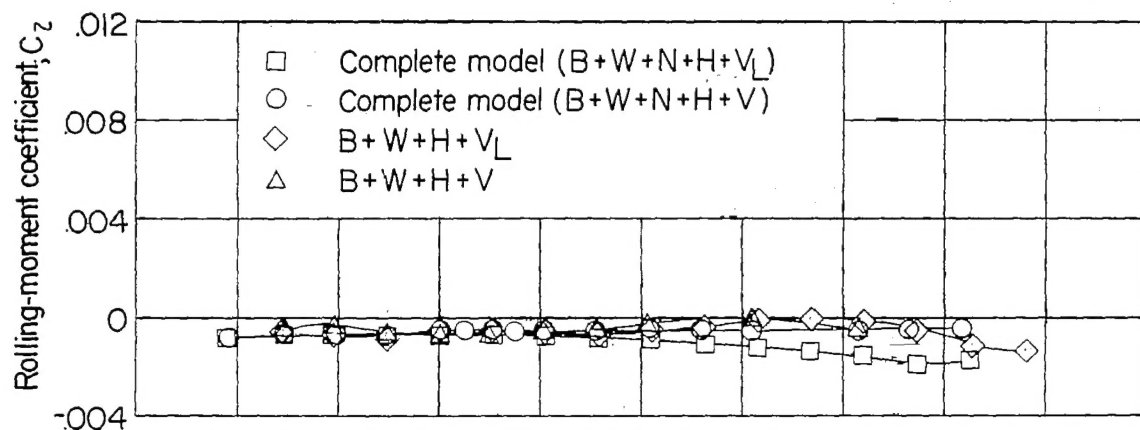 .012
.008
.004
0
-.004
Rolling-moment coefficient, C_l
Complete model (B+W+N+H+V_L)
Complete model (B+W+N+H+V)
B+W+H+V_L
B+W+H+V